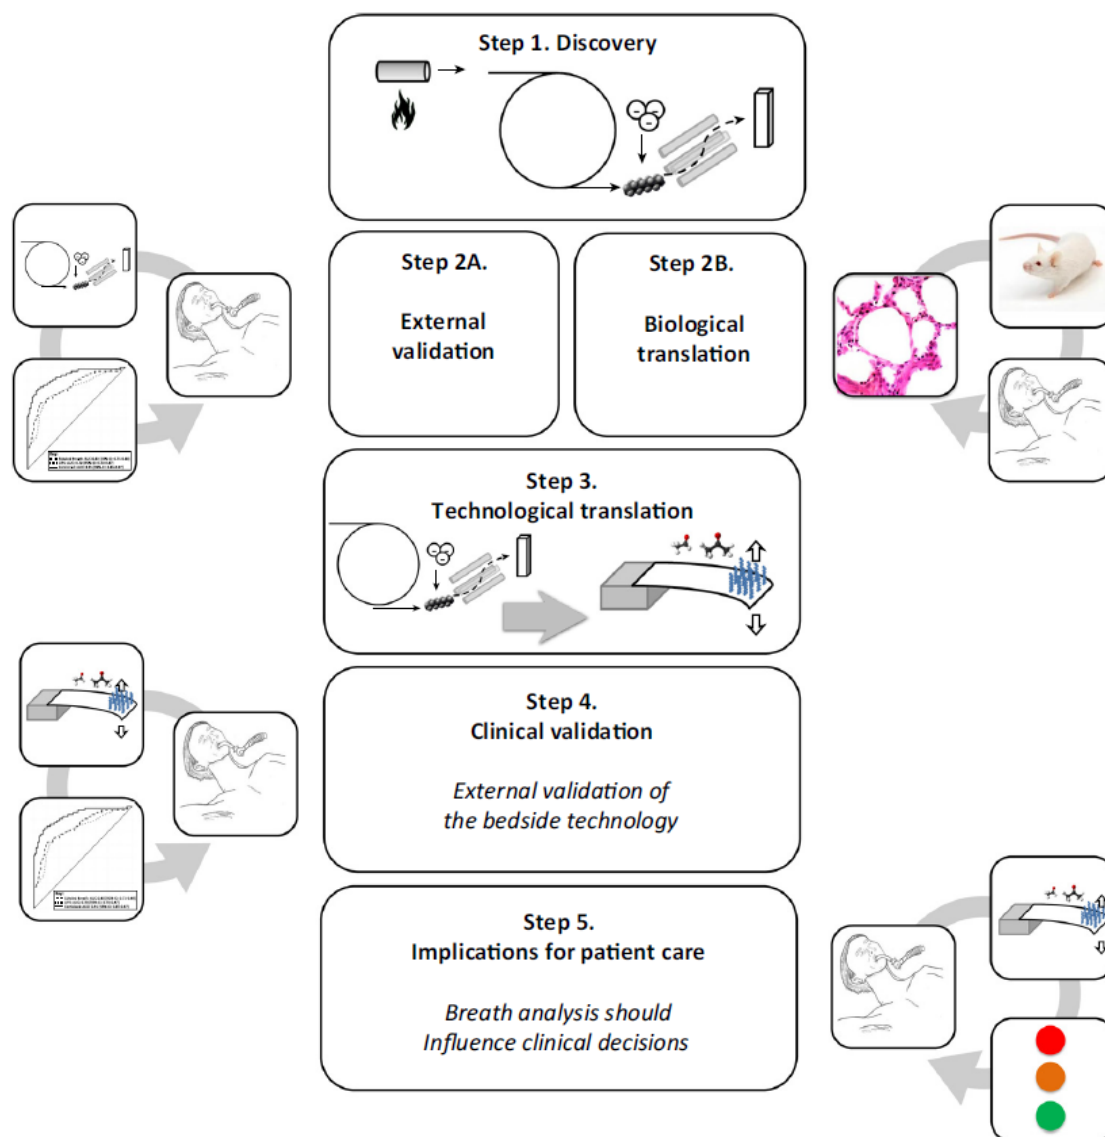 Step 1. Discovery
Step 2A.
External
validation
Step 2B.
Biological
translation
Step 3.
Technological translation
Step 4.
Clinical validation
External validation of
the bedside technology
Step 5.
Implications for patient care
Breath analysis should
Influence clinical decisions